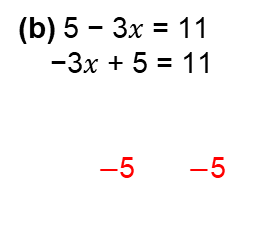 (b) 5 − 3x = 11
−3x + 5 = 11
−5 −5